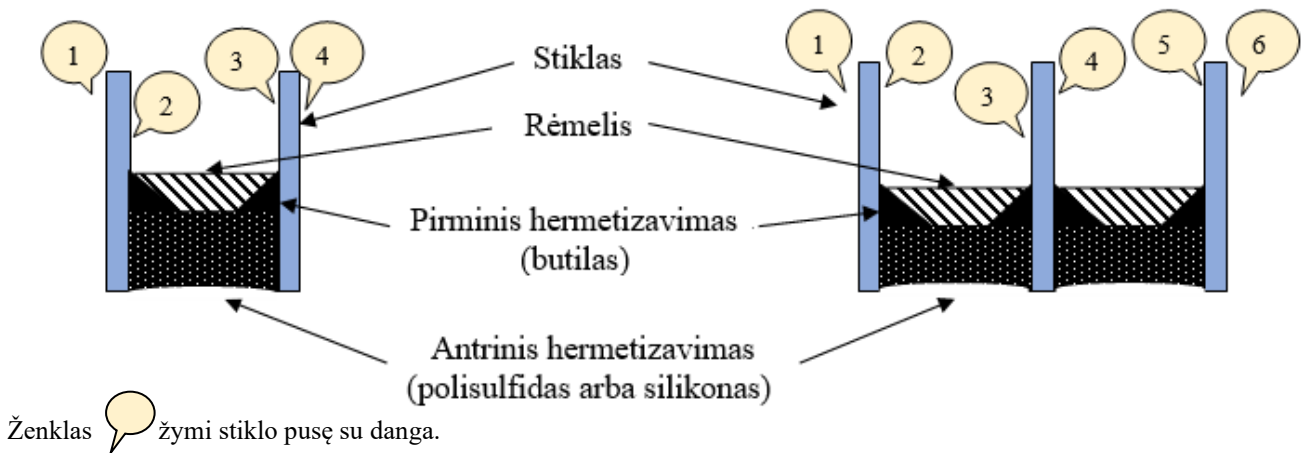 1 2 3 4 1 2 3 4 5 6
Stiklas
Rėmelis
Pirminis hermetizavimas
(butilas)
Antrinis hermetizavimas
(polisulfidas arba silikonas)
Ženklas žymi stiklo pusę su danga.